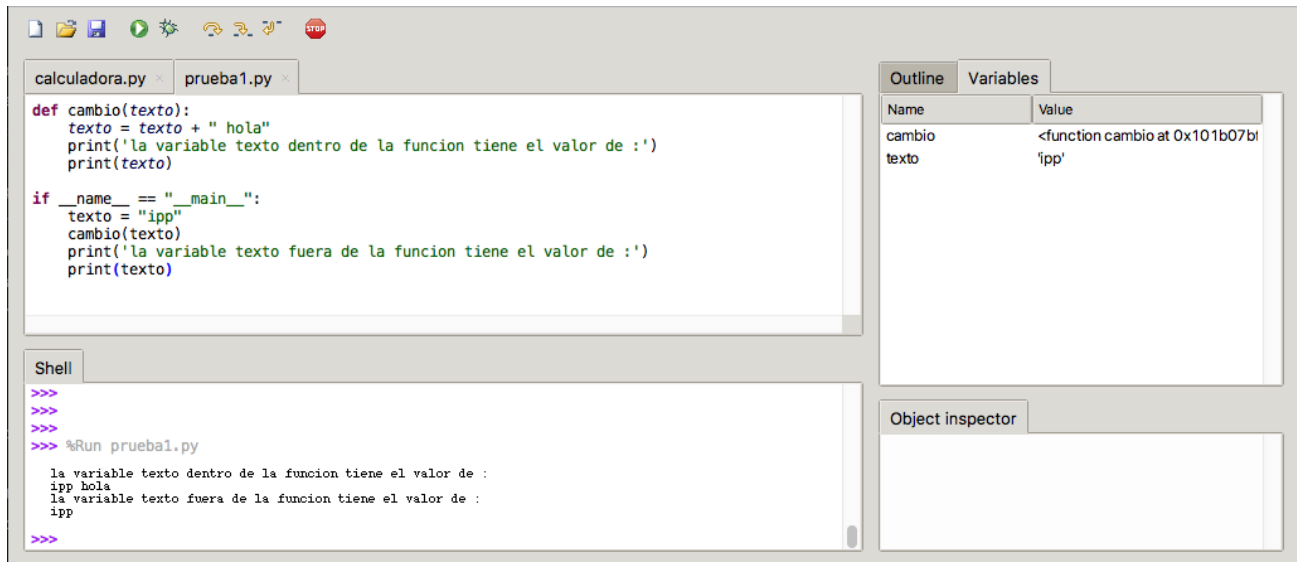 STOP
calculadora.py × prueba1.py ×
def cambio(texto):
    texto = texto + " hola"
    print('la variable texto dentro de la funcion tiene el valor de :')
    print(texto)
if __name__ == "__main__":
    texto = "ipp"
    cambio(texto)
    print('la variable texto fuera de la funcion tiene el valor de :')
    print(texto)
Shell
>>>
>>>
>>>
>>> %Run prueba1.py
la variable texto dentro de la funcion tiene el valor de :
ipp hola
la variable texto fuera de la funcion tiene el valor de :
ipp
>>>
Outline Variables
Name Value
cambio <function cambio at 0x101b07bf
texto 'ipp'
Object inspector